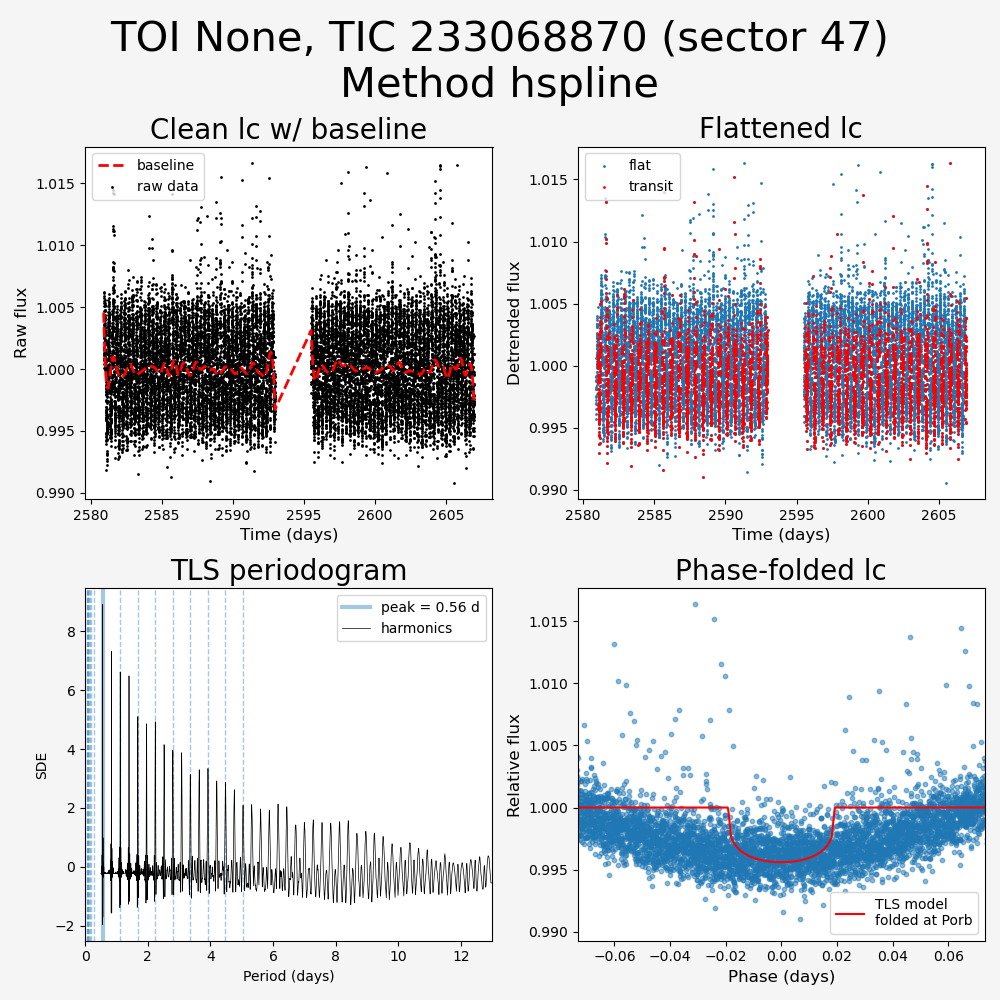 TOI None, TIC 233068870 (sector 47)
Method hspline
Clean lc w/ baseline
baseline
raw data
Raw flux
1.015
1.010
1.005
1.000
0.995
0.990
2580 2585 2590 2595 2600 2605
Time (days)
Flattened lc
flat
transit
Detrended flux
1.015
1.010
1.005
1.000
0.995
0.990
2580 2585 2590 2595 2600 2605
Time (days)
TLS periodogram
peak = 0.56 d
harmonics
SDE
8
6
4
2
0
−2
0 2 4 6 8 10 12
Period (days)
Phase-folded lc
Relative flux
1.015
1.010
1.005
1.000
0.995
0.990
TLS model
folded at Porb
−0.06 −0.04 −0.02 0.00 0.02 0.04 0.06
Phase (days)